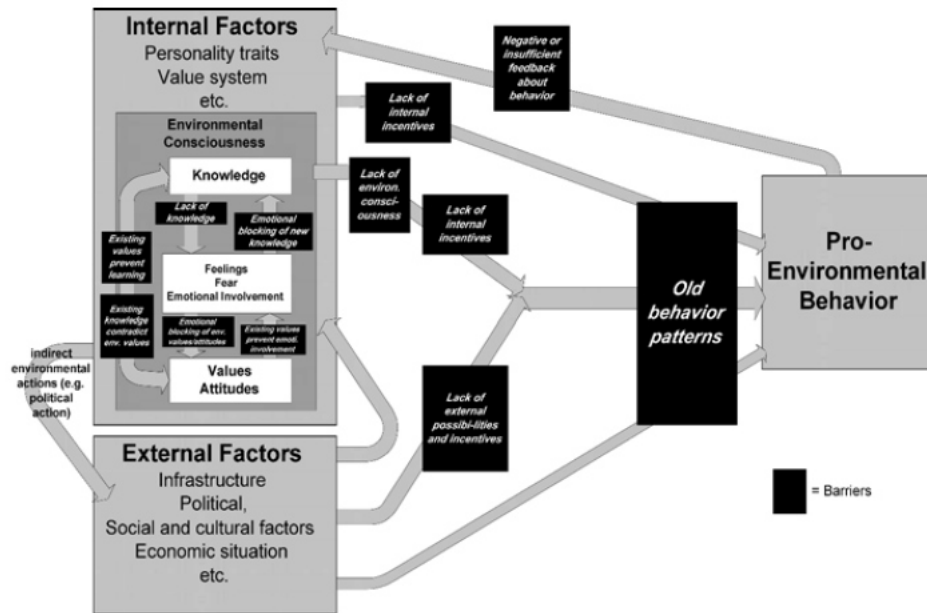 Internal Factors
Personality traits
Value system
etc.
Environmental
Consciousness
Knowledge
Lack of
knowledge
Emotional
blocking of new
knowledge
Existing
values
prevent
learning
Feelings
Fear
Emotional Involvement
Existing
knowledge
contradict
env. values
Emotional
blocking of env.
values/attitudes
Existing values
prevent emoti.
involvement
Values
Attitudes
indirect
environmental
actions (e.g.
political
action)
External Factors
Infrastructure
Political,
Social and cultural factors
Economic situation
etc.
Negative or
insufficient
feedback
about
behavior
Lack of
internal
incentives
Lack of
environ.
consci-
ousness
Lack of
internal
incentives
Lack of
external
possibi-lities
and incentives
Old
behavior
patterns
Pro-
Environmental
Behavior
= Barriers